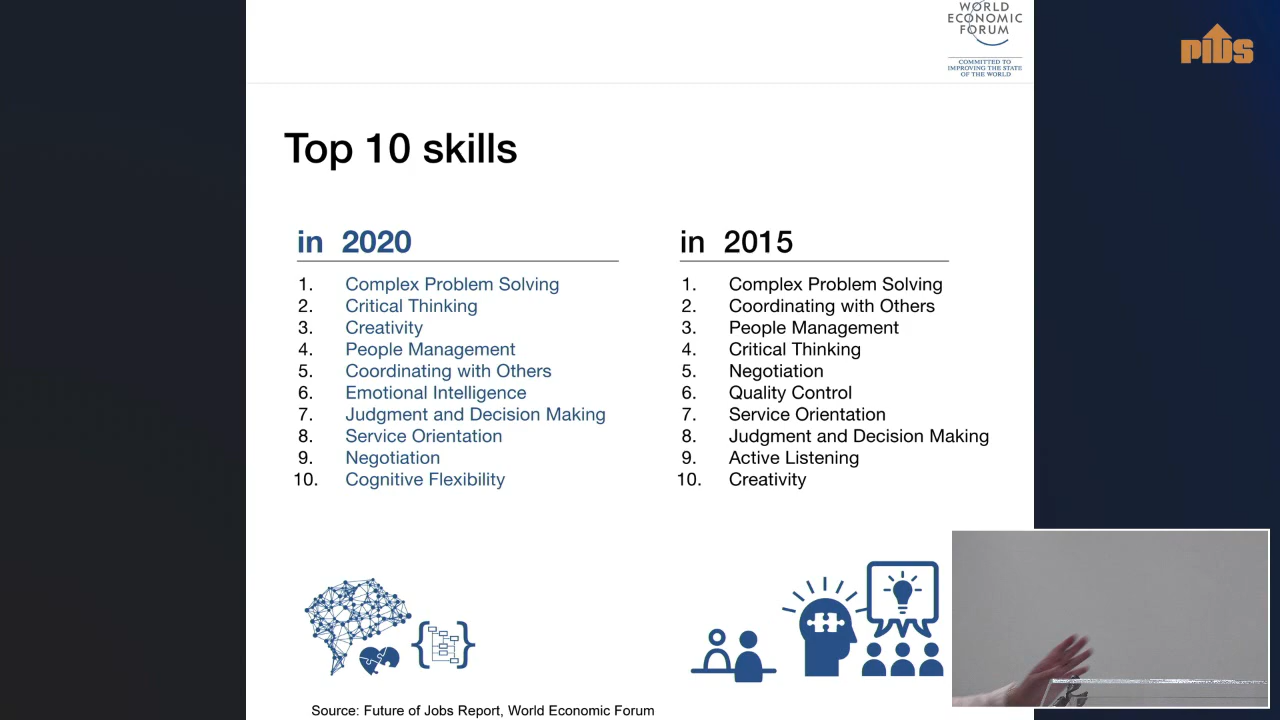 WORLD
ECONOMIC
FORUM
COMMITTED TO
IMPROVING THE STATE
OF THE WORLD
PIDS
Top 10 skills
in 2020
1. Complex Problem Solving
2. Critical Thinking
3. Creativity
4. People Management
5. Coordinating with Others
6. Emotional Intelligence
7. Judgment and Decision Making
8. Service Orientation
9. Negotiation
10. Cognitive Flexibility
in 2015
1. Complex Problem Solving
2. Coordinating with Others
3. People Management
4. Critical Thinking
5. Negotiation
6. Quality Control
7. Service Orientation
8. Judgment and Decision Making
9. Active Listening
10. Creativity
Source: Future of Jobs Report, World Economic Forum